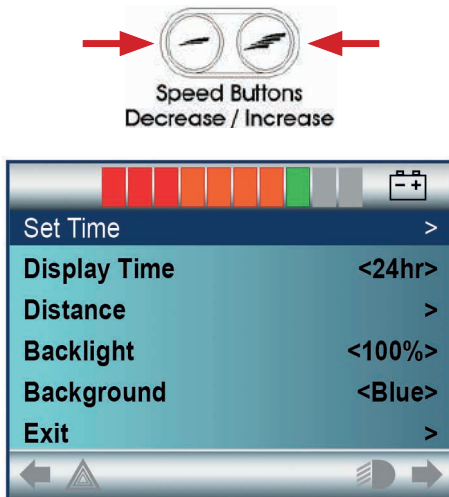 Speed Buttons
Decrease / Increase
- +
Set Time >
Display Time <24hr>
Distance >
Backlight <100%>
Background <Blue>
Exit >